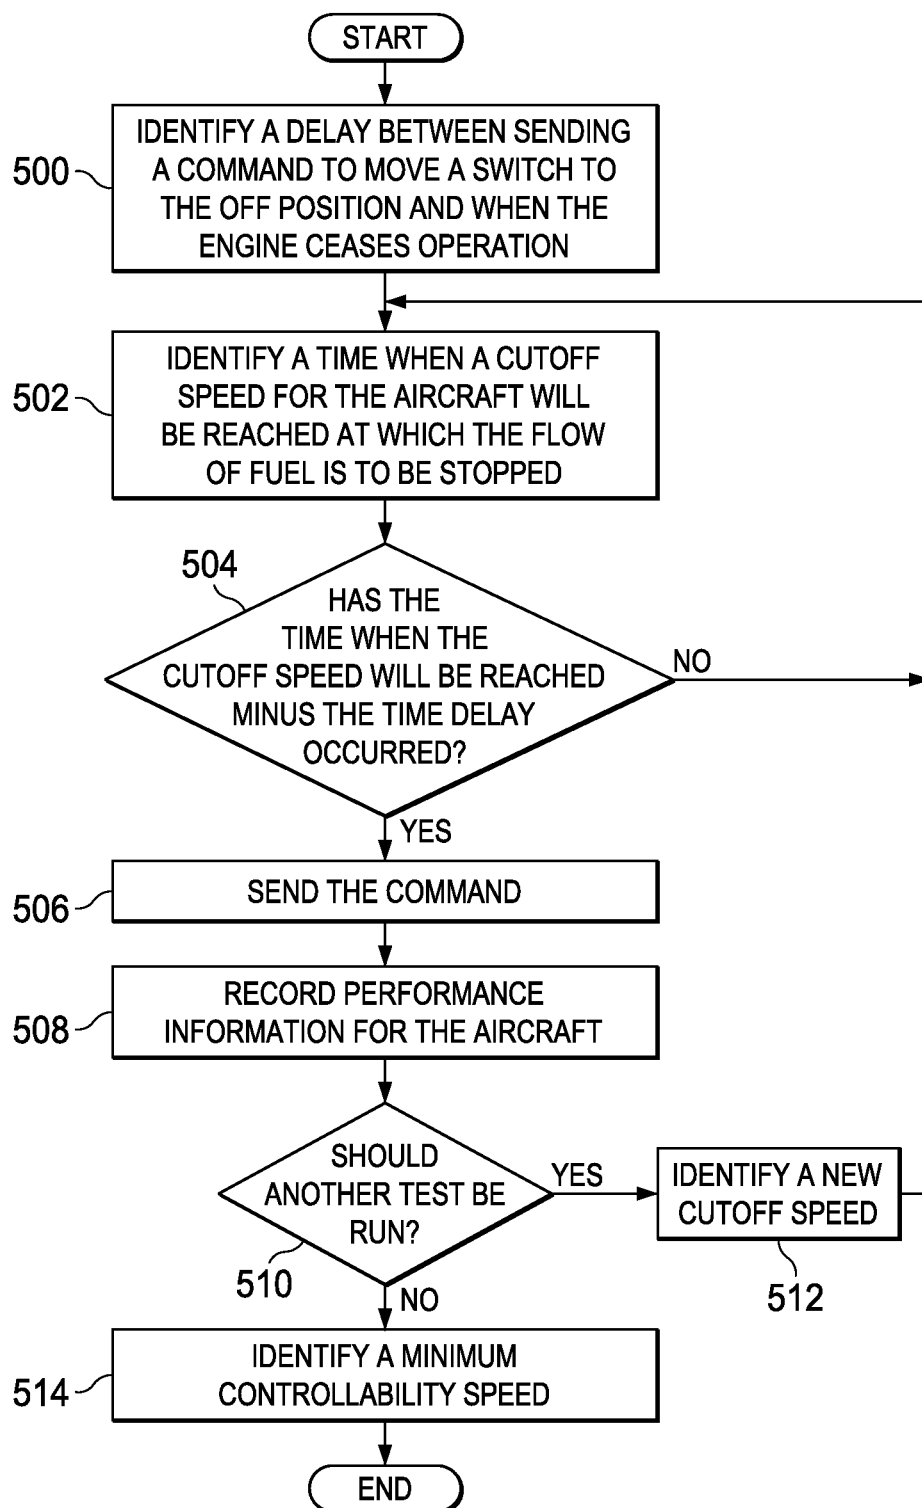 START
500
IDENTIFY A DELAY BETWEEN SENDING
A COMMAND TO MOVE A SWITCH TO
THE OFF POSITION AND WHEN THE
ENGINE CEASES OPERATION
502
IDENTIFY A TIME WHEN A CUTOFF
SPEED FOR THE AIRCRAFT WILL
BE REACHED AT WHICH THE FLOW
OF FUEL IS TO BE STOPPED
504
HAS THE
TIME WHEN THE
CUTOFF SPEED WILL BE REACHED
MINUS THE TIME DELAY
OCCURRED?
NO
YES
506
SEND THE COMMAND
508
RECORD PERFORMANCE
INFORMATION FOR THE AIRCRAFT
SHOULD
ANOTHER TEST BE
RUN?
510
YES
IDENTIFY A NEW
CUTOFF SPEED
512
NO
514
IDENTIFY A MINIMUM
CONTROLLABILITY SPEED
END